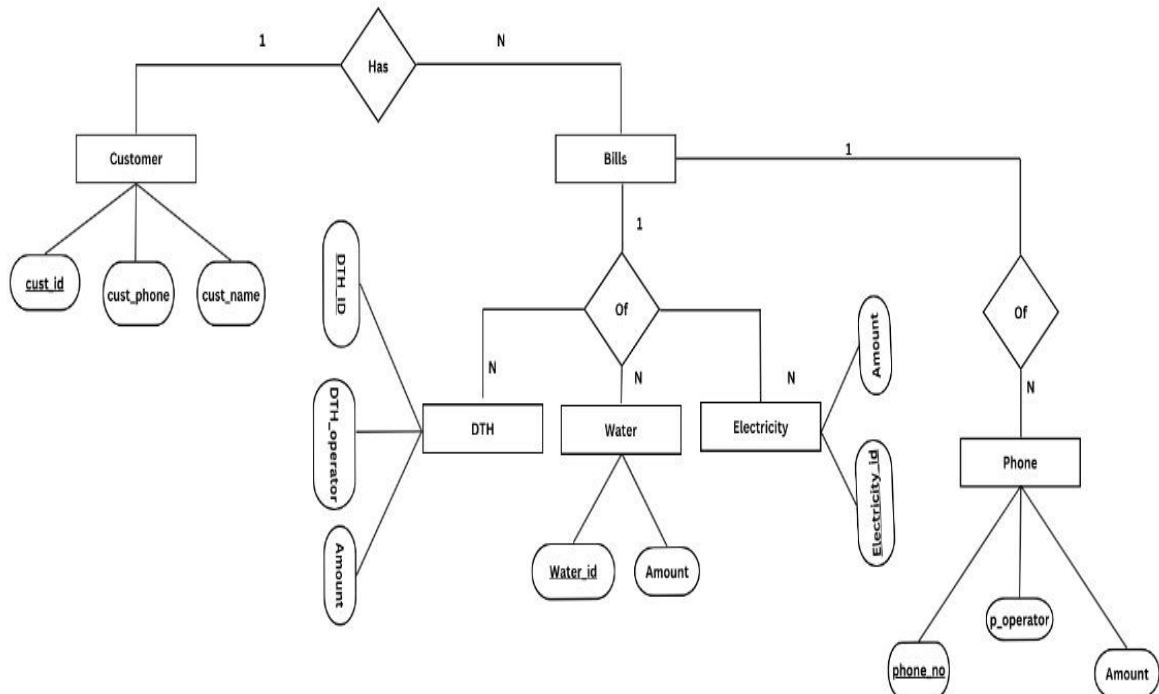 1
N
Has
Customer
Bills
1
1
cust_id
cust_phone
cust_name
DTH_ID
DTH_operator
Amount
Of
N
N
N
DTH
Water
Electricity
Amount
Electricity_id
Water_id
Amount
Of
N
Phone
phone_no
p_operator
Amount